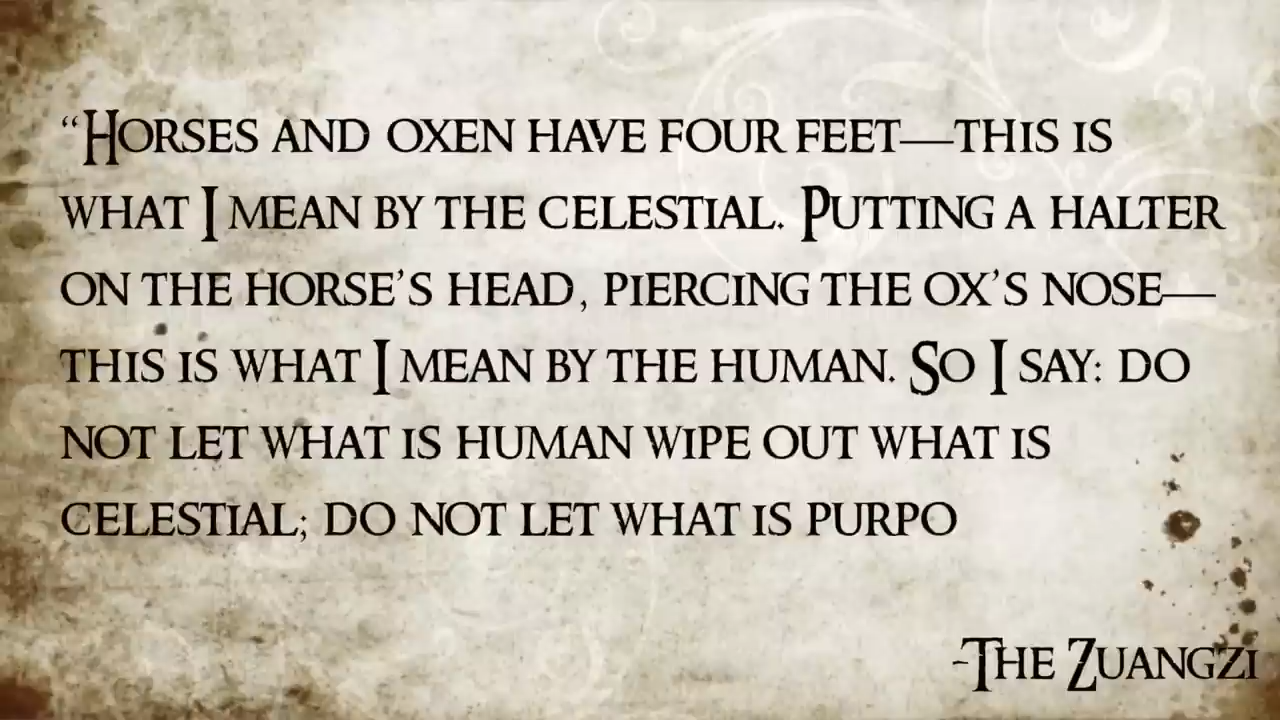 “Horses and oxen have four feet—this is
what I mean by the celestial. Putting a halter
on the horse’s head, piercing the ox’s nose—
this is what I mean by the human. So I say: do
not let what is human wipe out what is
celestial; do not let what is purpo
-The Zuangzi